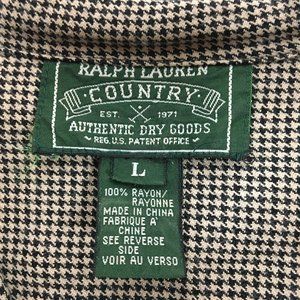 RALPH LAUREN
COUNTRY
EST. 1971
AUTHENTIC DRY GOODS
~ REG. U.S. PATENT OFFICE ~
L
100% RAYON/
RAYONNE
MADE IN CHINA
FABRIQUE À
CHINE
SEE REVERSE
SIDE
VOIR AU VERSO